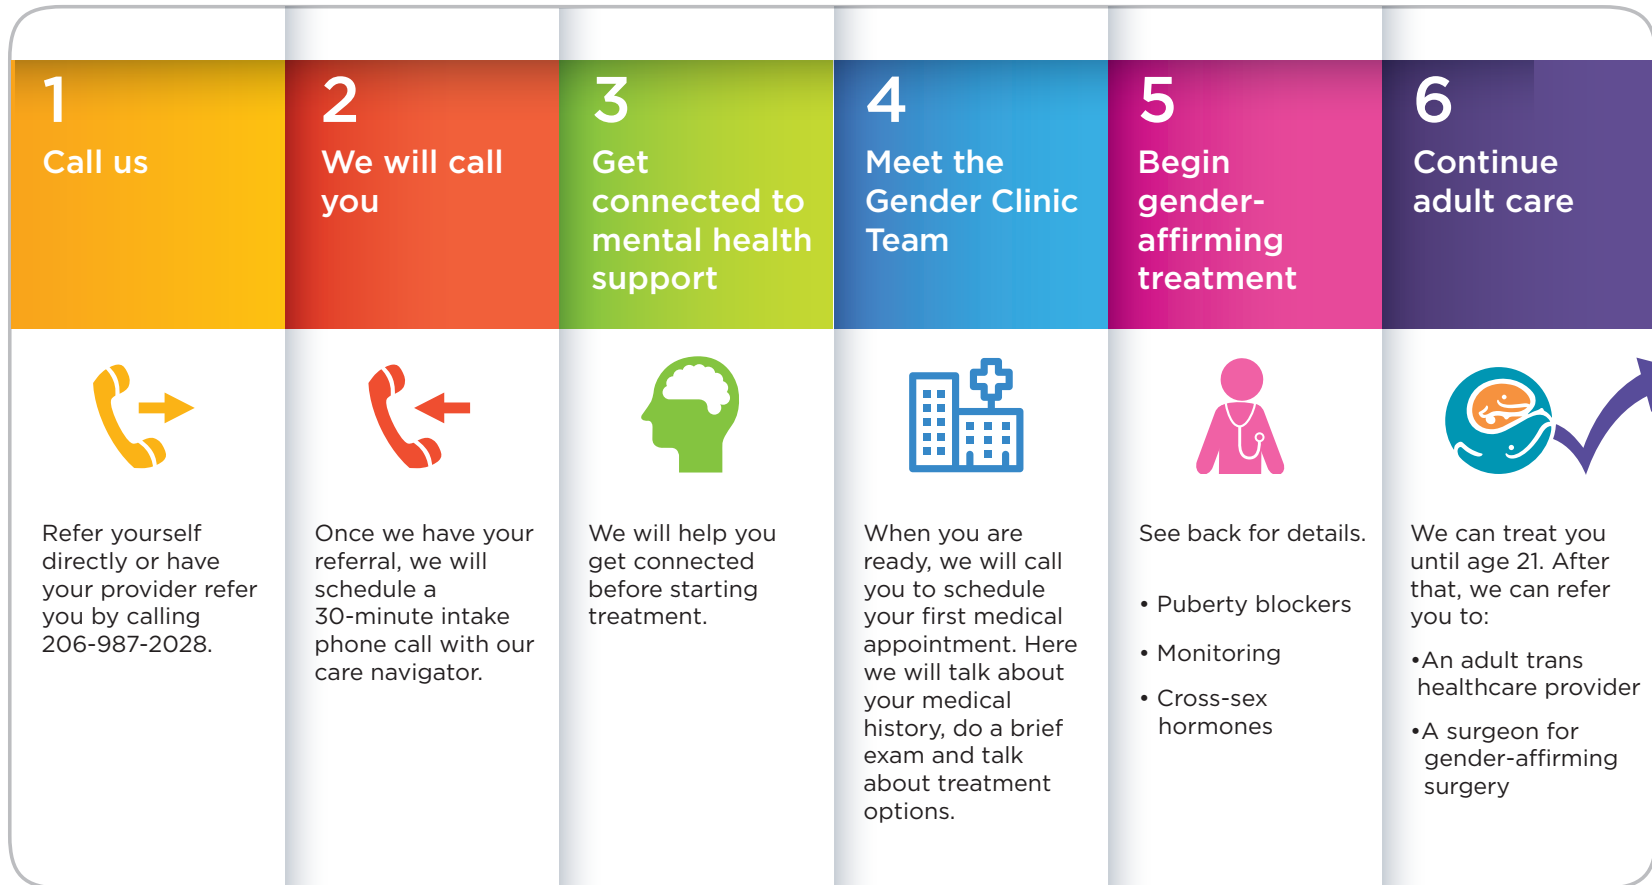 1
Call us
Refer yourself
directly or have
your provider refer
you by calling
206-987-2028.
2
We will call
you
Once we have your
referral, we will
schedule a
30-minute intake
phone call with our
care navigator.
3
Get
connected to
mental health
support
We will help you
get connected
before starting
treatment.
4
Meet the
Gender Clinic
Team
When you are
ready, we will call
you to schedule
your first medical
appointment. Here
we will talk about
your medical
history, do a brief
exam and talk
about treatment
options.
5
Begin
gender-
affirming
treatment
See back for details.
• Puberty blockers
• Monitoring
• Cross-sex
hormones
6
Continue
adult care
We can treat you
until age 21. After
that, we can refer
you to:
•An adult trans
healthcare provider
•A surgeon for
gender-affirming
surgery